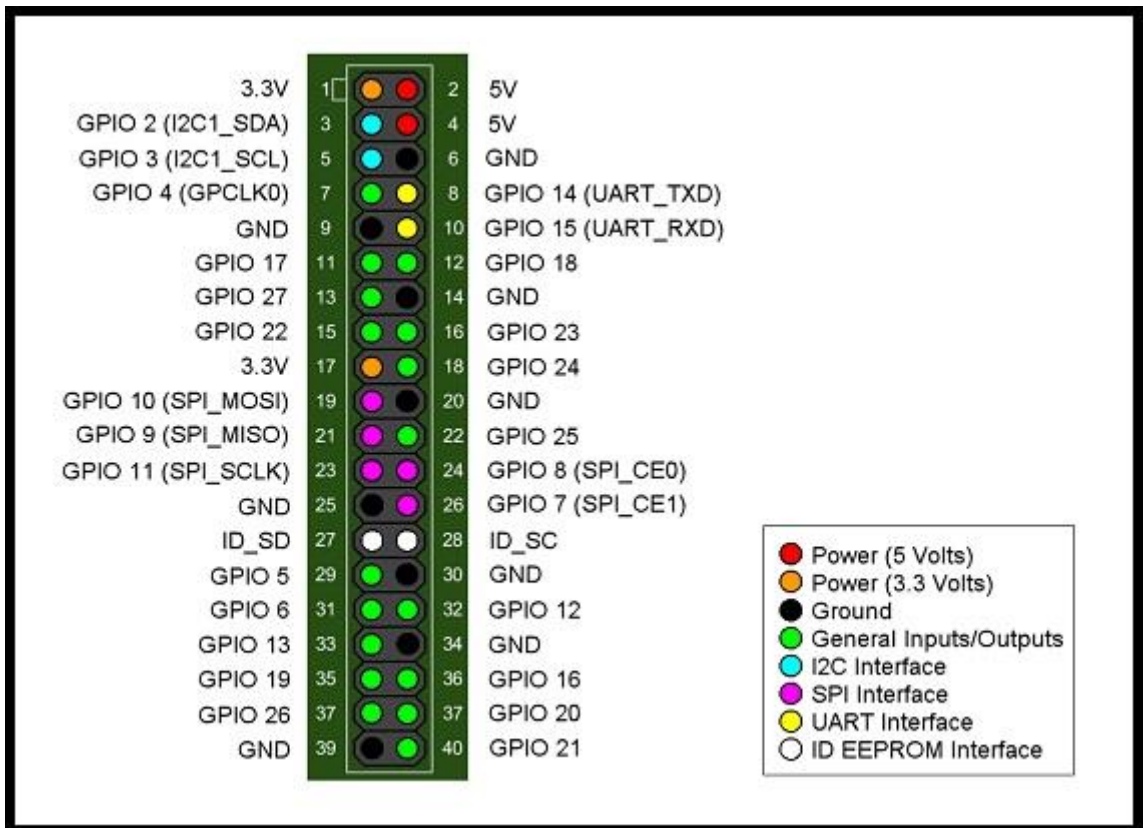 3.3V 1 2 5V
GPIO 2 (I2C1_SDA) 3 4 5V
GPIO 3 (I2C1_SCL) 5 6 GND
GPIO 4 (GPCLK0) 7 8 GPIO 14 (UART_TXD)
GND 9 10 GPIO 15 (UART_RXD)
GPIO 17 11 12 GPIO 18
GPIO 27 13 14 GND
GPIO 22 15 16 GPIO 23
3.3V 17 18 GPIO 24
GPIO 10 (SPI_MOSI) 19 20 GND
GPIO 9 (SPI_MISO) 21 22 GPIO 25
GPIO 11 (SPI_SCLK) 23 24 GPIO 8 (SPI_CE0)
GND 25 26 GPIO 7 (SPI_CE1)
ID_SD 27 28 ID_SC
GPIO 5 29 30 GND
GPIO 6 31 32 GPIO 12
GPIO 13 33 34 GND
GPIO 19 35 36 GPIO 16
GPIO 26 37 37 GPIO 20
GND 39 40 GPIO 21
Power (5 Volts)
Power (3.3 Volts)
Ground
General Inputs/Outputs
I2C Interface
SPI Interface
UART Interface
ID EEPROM Interface